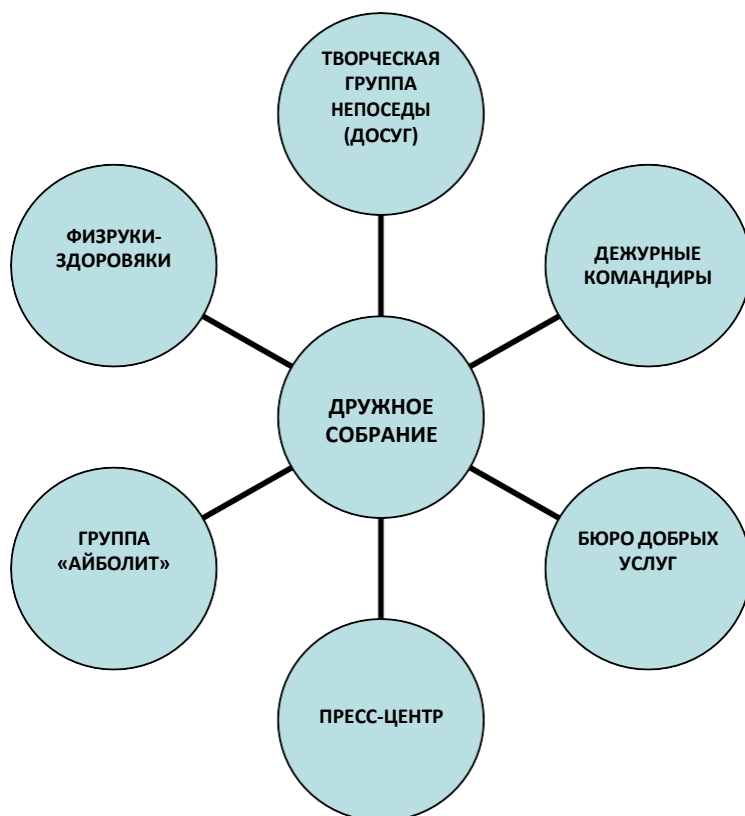 ТВОРЧЕСКАЯ
ГРУППА
НЕПОСЕДЫ
(ДОСУГ)
ФИЗРУКИ-
ЗДОРОВЯКИ
ДЕЖУРНЫЕ
КОМАНДИРЫ
ДРУЖНОЕ
СОБРАНИЕ
ГРУППА
«АЙБОЛИТ»
БЮРО ДОБРЫХ
УСЛУГ
ПРЕСС-ЦЕНТР